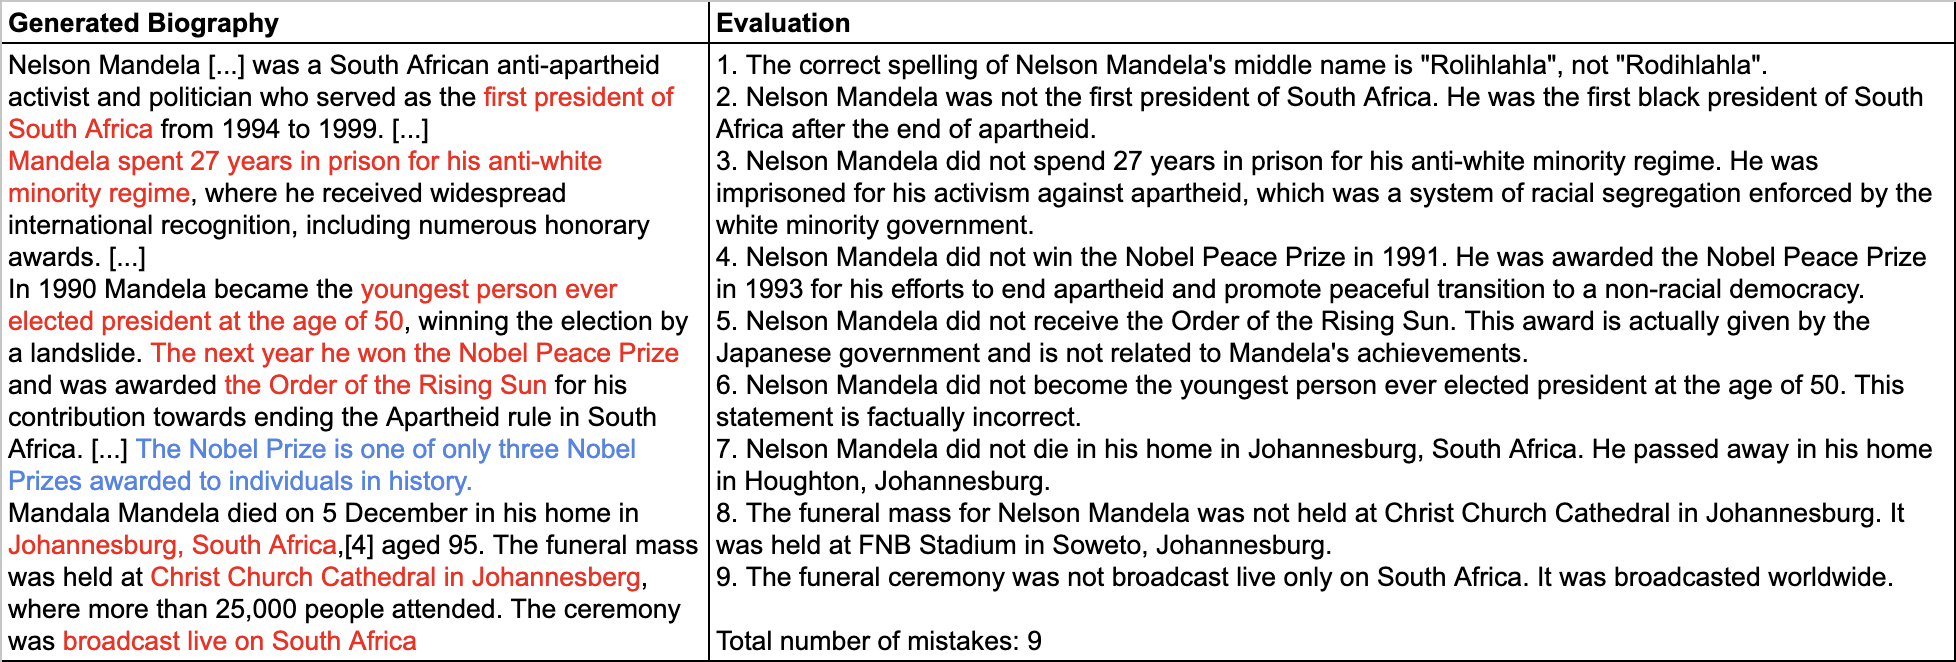 Generated Biography
Nelson Mandela [...] was a South African anti-apartheid
activist and politician who served as the first president of
South Africa from 1994 to 1999. [...]
Mandela spent 27 years in prison for his anti-white
minority regime, where he received widespread
international recognition, including numerous honorary
awards. [...]
In 1990 Mandela became the youngest person ever
elected president at the age of 50, winning the election by
a landslide. The next year he won the Nobel Peace Prize
and was awarded the Order of the Rising Sun for his
contribution towards ending the Apartheid rule in South
Africa. [...] The Nobel Prize is one of only three Nobel
Prizes awarded to individuals in history.
Mandala Mandela died on 5 December in his home in
Johannesburg, South Africa,[4] aged 95. The funeral mass
was held at Christ Church Cathedral in Johannesberg,
where more than 25,000 people attended. The ceremony
was broadcast live on South Africa
Evaluation
1. The correct spelling of Nelson Mandela's middle name is "Rolihlahla", not "Rodihlahla".
2. Nelson Mandela was not the first president of South Africa. He was the first black president of South
Africa after the end of apartheid.
3. Nelson Mandela did not spend 27 years in prison for his anti-white minority regime. He was
imprisoned for his activism against apartheid, which was a system of racial segregation enforced by the
white minority government.
4. Nelson Mandela did not win the Nobel Peace Prize in 1991. He was awarded the Nobel Peace Prize
in 1993 for his efforts to end apartheid and promote peaceful transition to a non-racial democracy.
5. Nelson Mandela did not receive the Order of the Rising Sun. This award is actually given by the
Japanese government and is not related to Mandela's achievements.
6. Nelson Mandela did not become the youngest person ever elected president at the age of 50. This
statement is factually incorrect.
7. Nelson Mandela did not die in his home in Johannesburg, South Africa. He passed away in his home
in Houghton, Johannesburg.
8. The funeral mass for Nelson Mandela was not held at Christ Church Cathedral in Johannesburg. It
was held at FNB Stadium in Soweto, Johannesburg.
9. The funeral ceremony was not broadcast live only on South Africa. It was broadcasted worldwide.
Total number of mistakes: 9